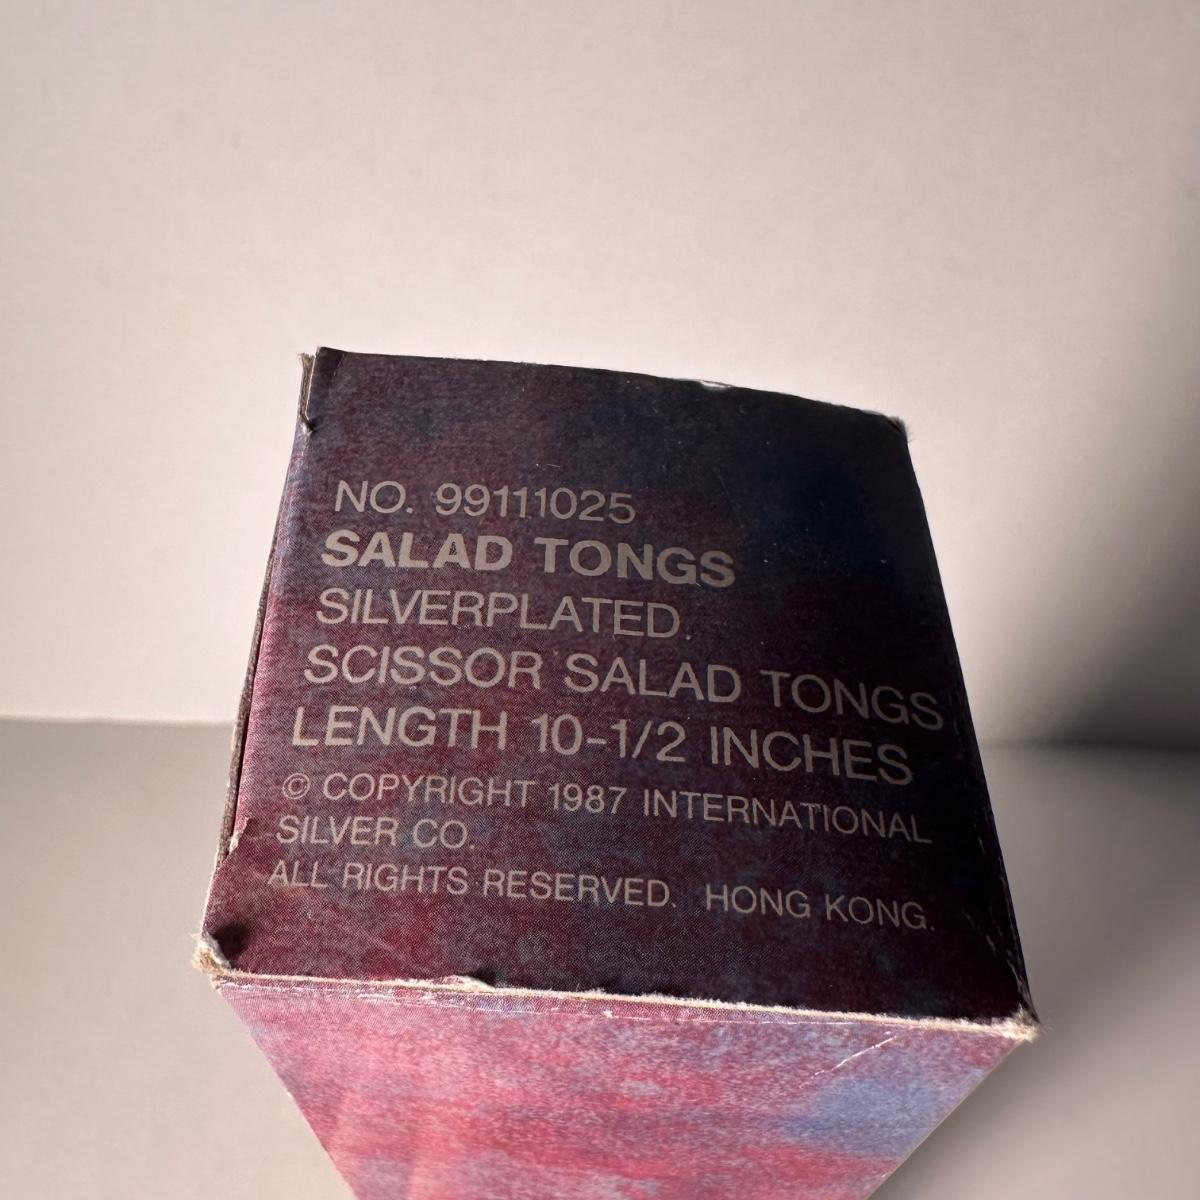 NO. 99111025
SALAD TONGS
SILVERPLATED
SCISSOR SALAD TONGS
LENGTH 10-1/2 INCHES
© COPYRIGHT 1987 INTERNATIONAL
SILVER CO.
ALL RIGHTS RESERVED. HONG KONG.